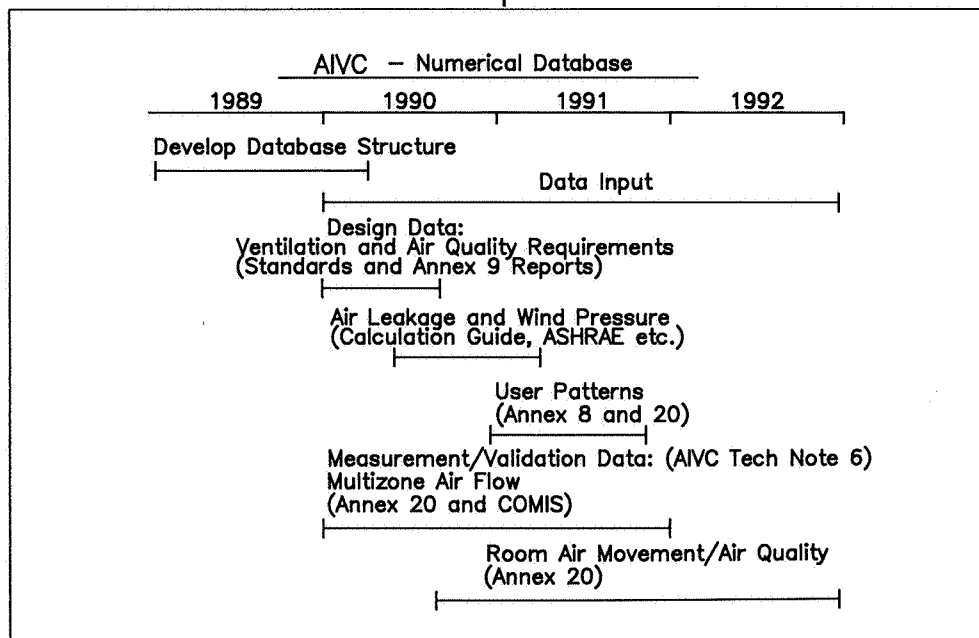 AIVC - Numerical Database
1989 1990 1991 1992
Develop Database Structure
Data Input
Design Data:
Ventilation and Air Quality Requirements
(Standards and Annex 9 Reports)
Air Leakage and Wind Pressure
(Calculation Guide, ASHRAE etc.)
User Patterns
(Annex 8 and 20)
Measurement/Validation Data: (AIVC Tech Note 6)
Multizone Air Flow
(Annex 20 and COMIS)
Room Air Movement/Air Quality
(Annex 20)